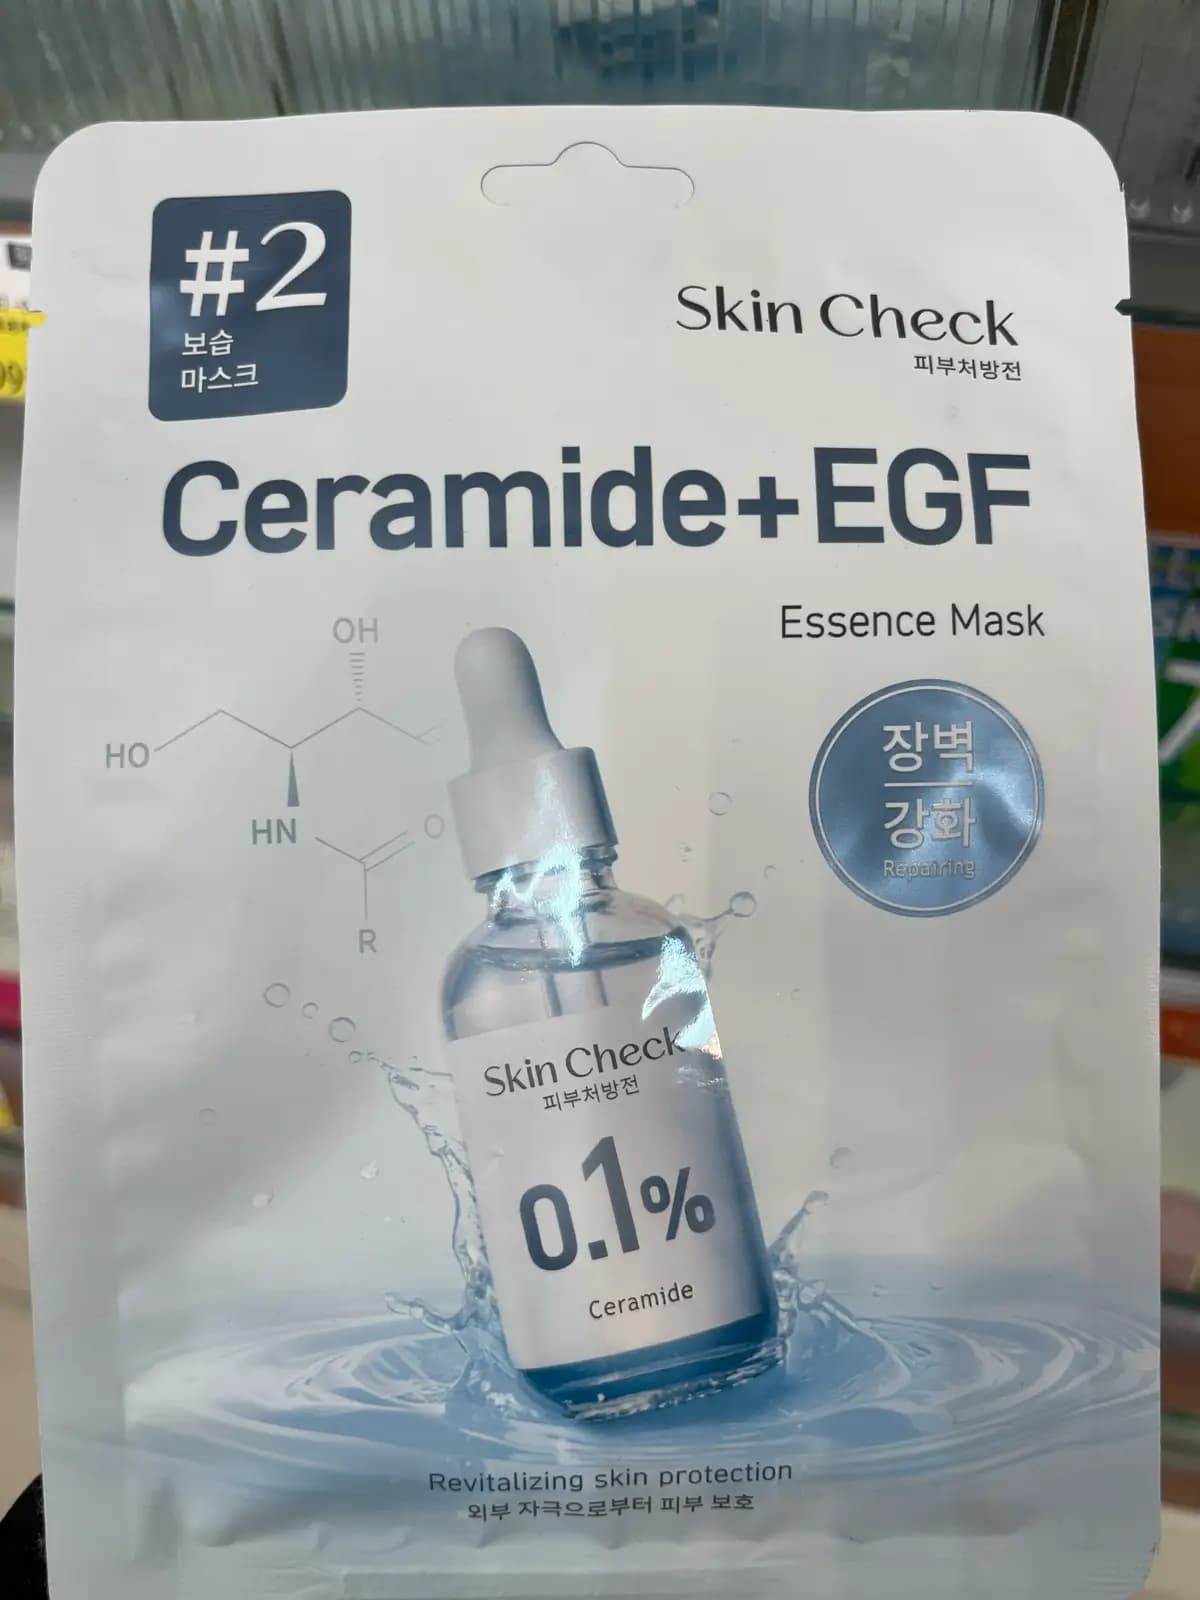 #2
보습
마스크
Skin Check
피부처방전
Ceramide+EGF
Essence Mask
OH
HO
HN
O
R
장벽
강화
Repairing
Skin Check
피부처방전
0.1%
Ceramide
Revitalizing skin protection
외부 자극으로부터 피부 보호